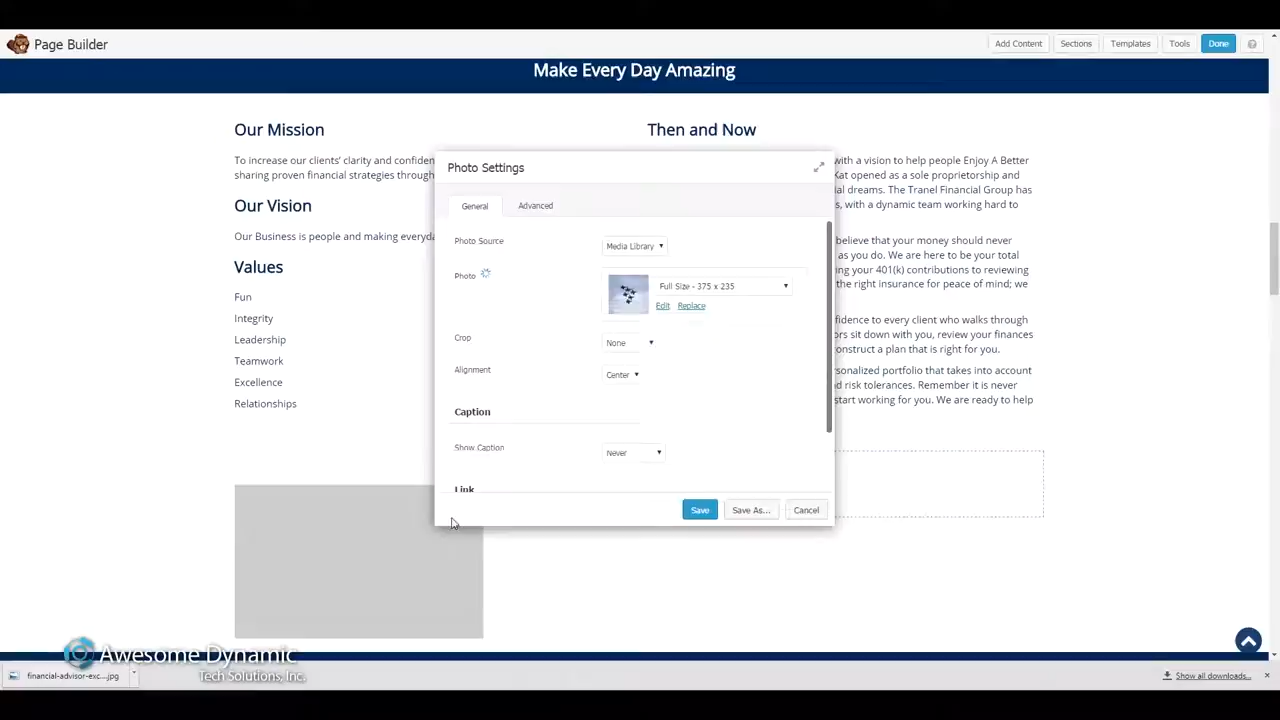 Page Builder
Add Content
Sections
Templates
Tools
Done
Make Every Day Amazing
Our Mission
To increase our clients' clarity and
sharing proven financial strategies
Our Vision
Our Business is people and making
Values
Fun
Integrity
Leadership
Teamwork
Excellence
Relationships
Then and Now
with a vision to help people Enjoy A Better
Kat opened as a sole proprietorship and
dreams. The Tranel Financial Group has
with a dynamic team working hard to
believe that your money should never
as you do. We are here to be your total
your 401(k) contributions to reviewing
the right insurance for peace of mind; we
to every client who walks through
sit down with you, review your finances
construct a plan that is right for you.
portfolio that takes into account
and risk tolerances. Remember it is never
start working for you. We are ready to help
Photo Settings
General
Advanced
Photo Source
Media Library
Photo
Full Size - 375 x 235
Edit
Replace
Crop
None
Alignment
Center
Caption
Show Caption
Never
Link
Save
Save As...
Cancel
Awesome Dynamic
Tech Solutions, Inc.
financial-advisor-exc....jpg
Show all downloads...